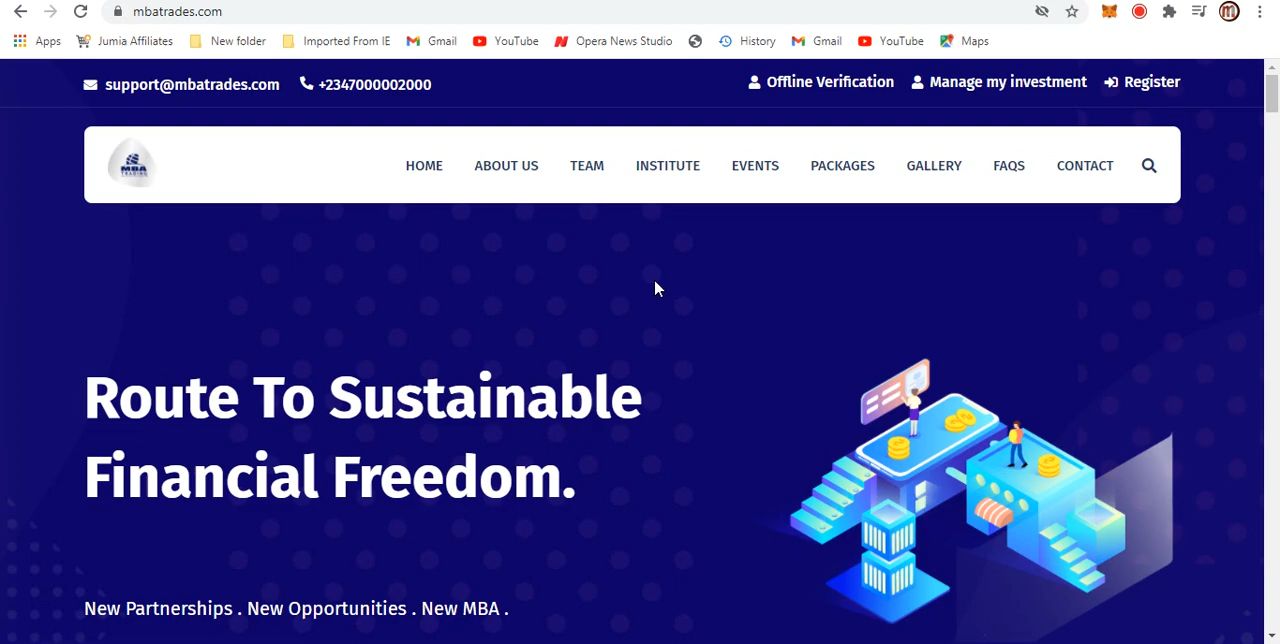 mbatrades.com
Apps Jumia Affiliates New folder Imported From IE Gmail YouTube Opera News Studio History Gmail YouTube Maps
support@mbatrades.com +2347000002000 Offline Verification Manage my investment Register
MBA
TRADING
HOME ABOUT US TEAM INSTITUTE EVENTS PACKAGES GALLERY FAQS CONTACT
Route To Sustainable
Financial Freedom.
New Partnerships . New Opportunities . New MBA .